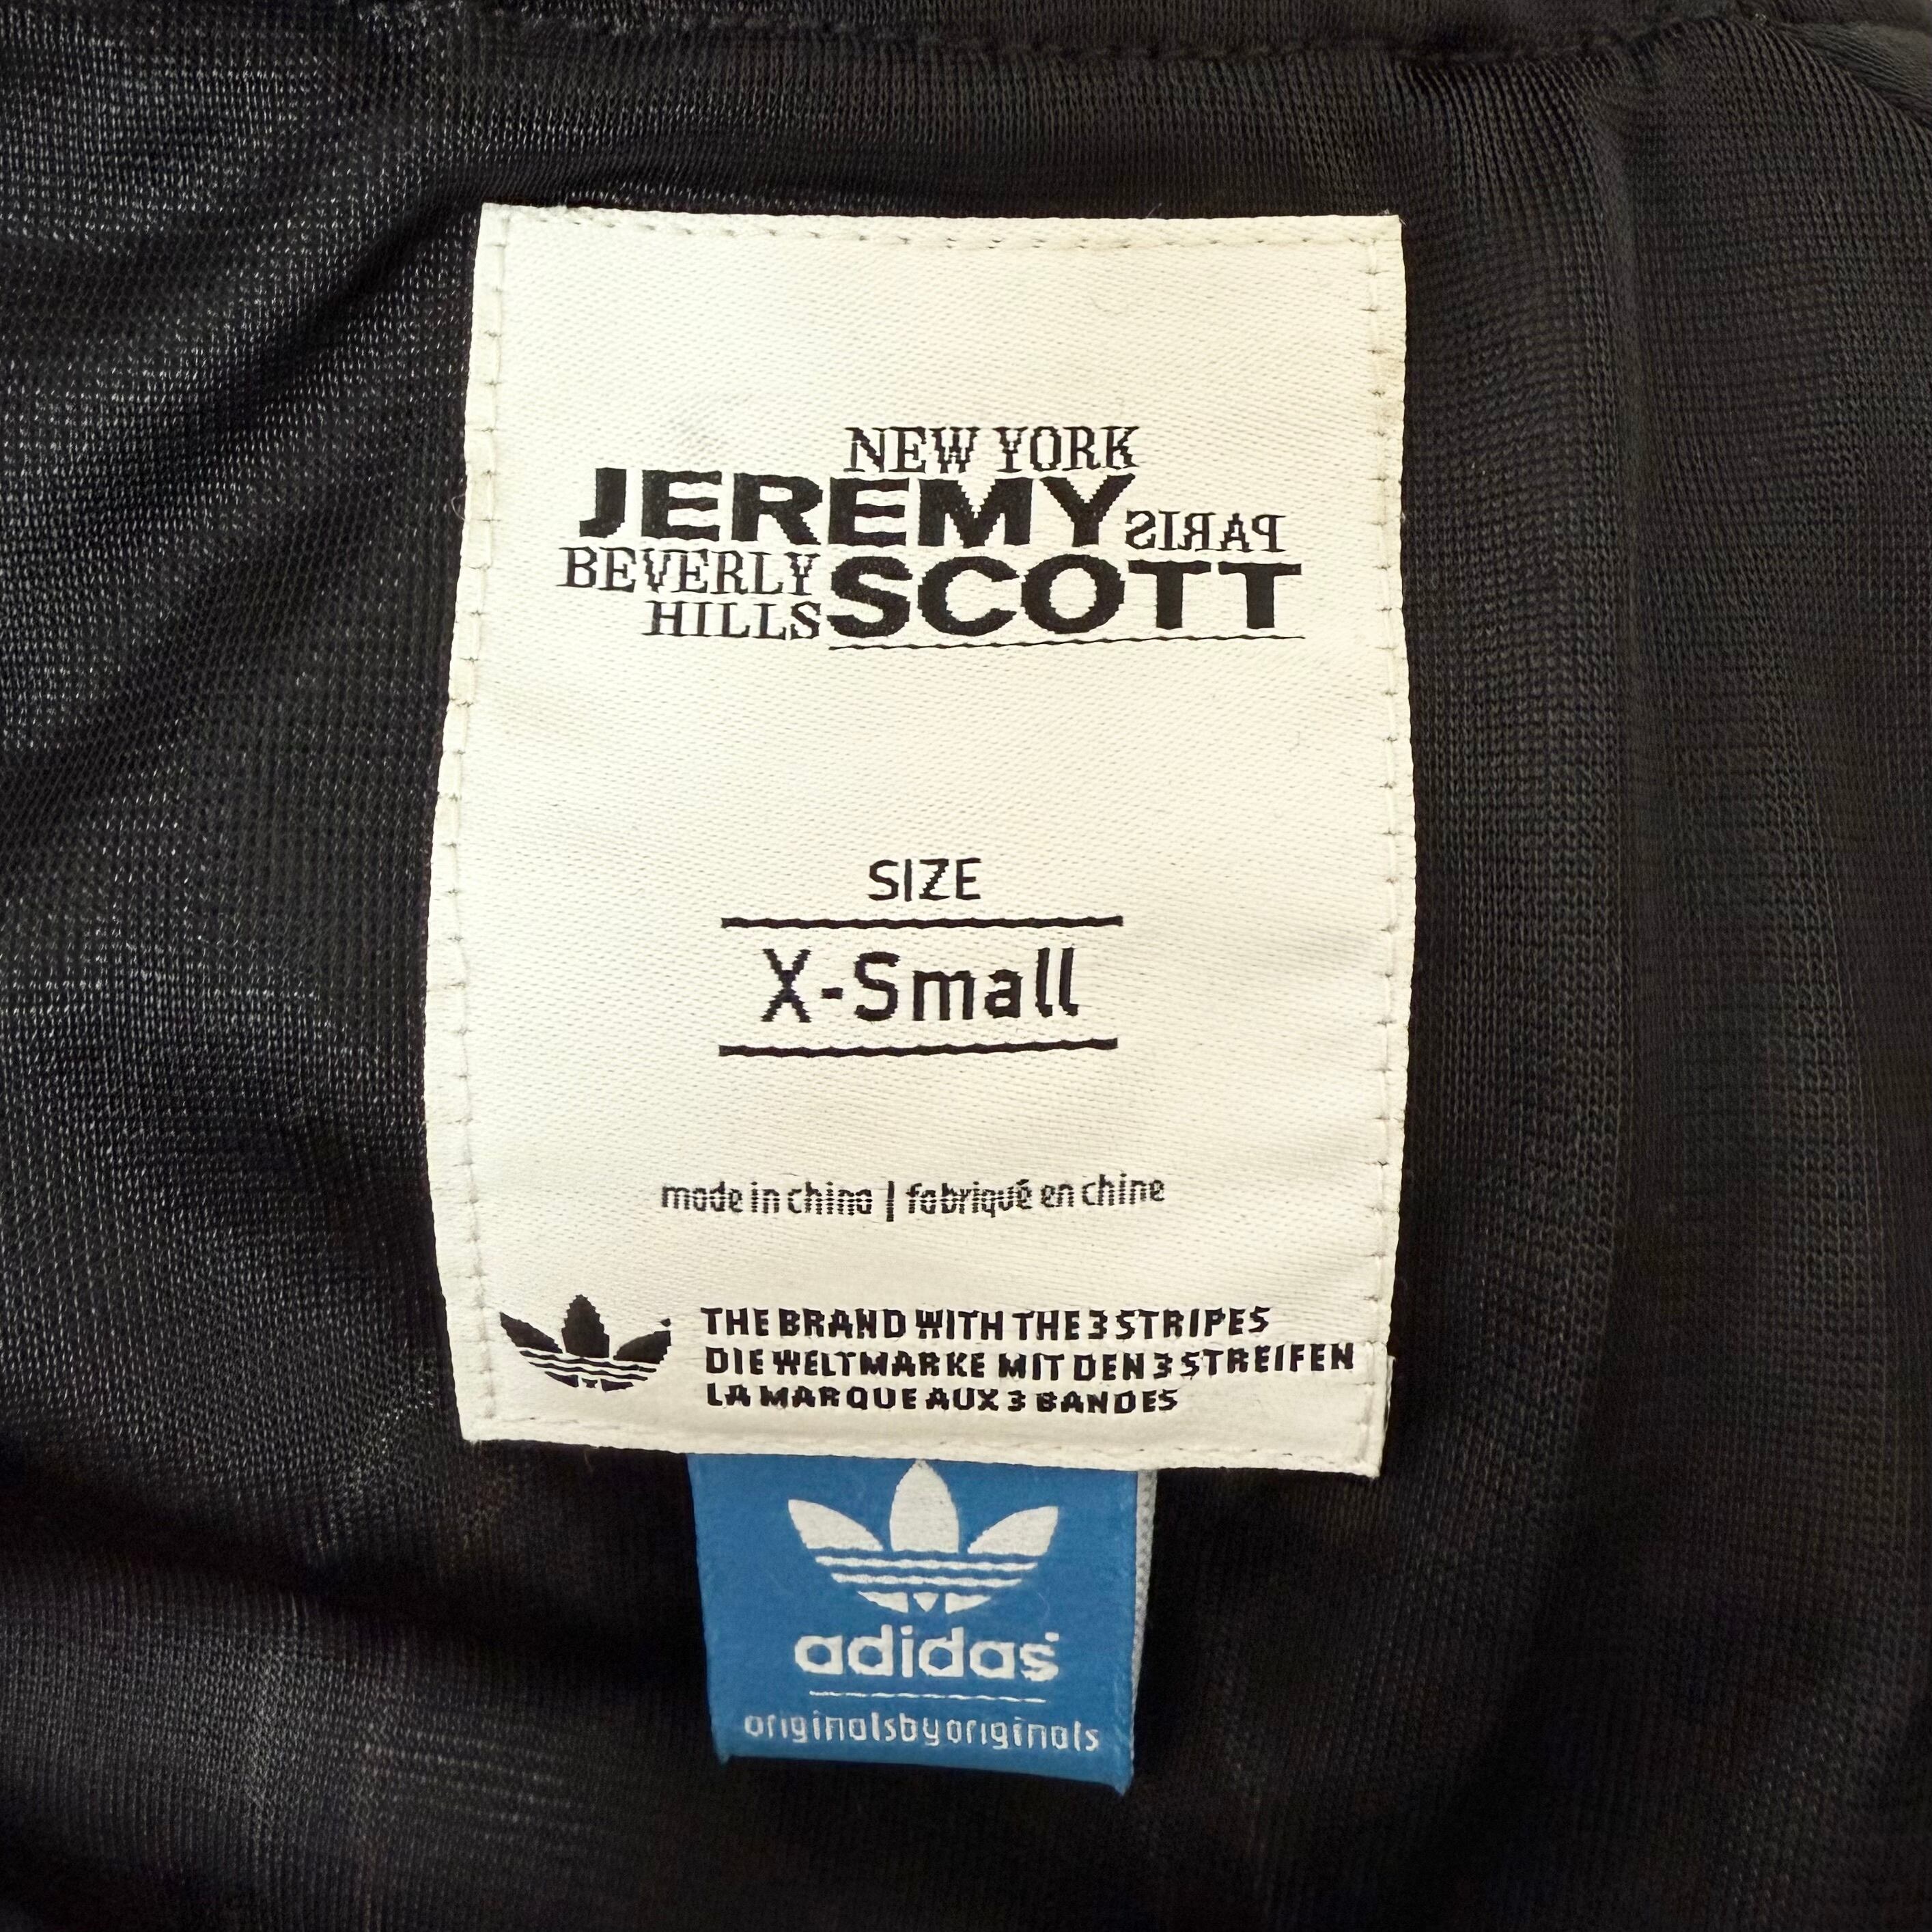 NEW YORK
JEREMY PARIS
BEVERLY HILLS SCOTT
SIZE
X-Small
made in china | fabriqué en chine
THE BRAND WITH THE 3 STRIPES
DIE WELTMARKE MIT DEN 3 STREIFEN
LA MARQUE AUX 3 BANDES
adidas
originalsbyoriginals